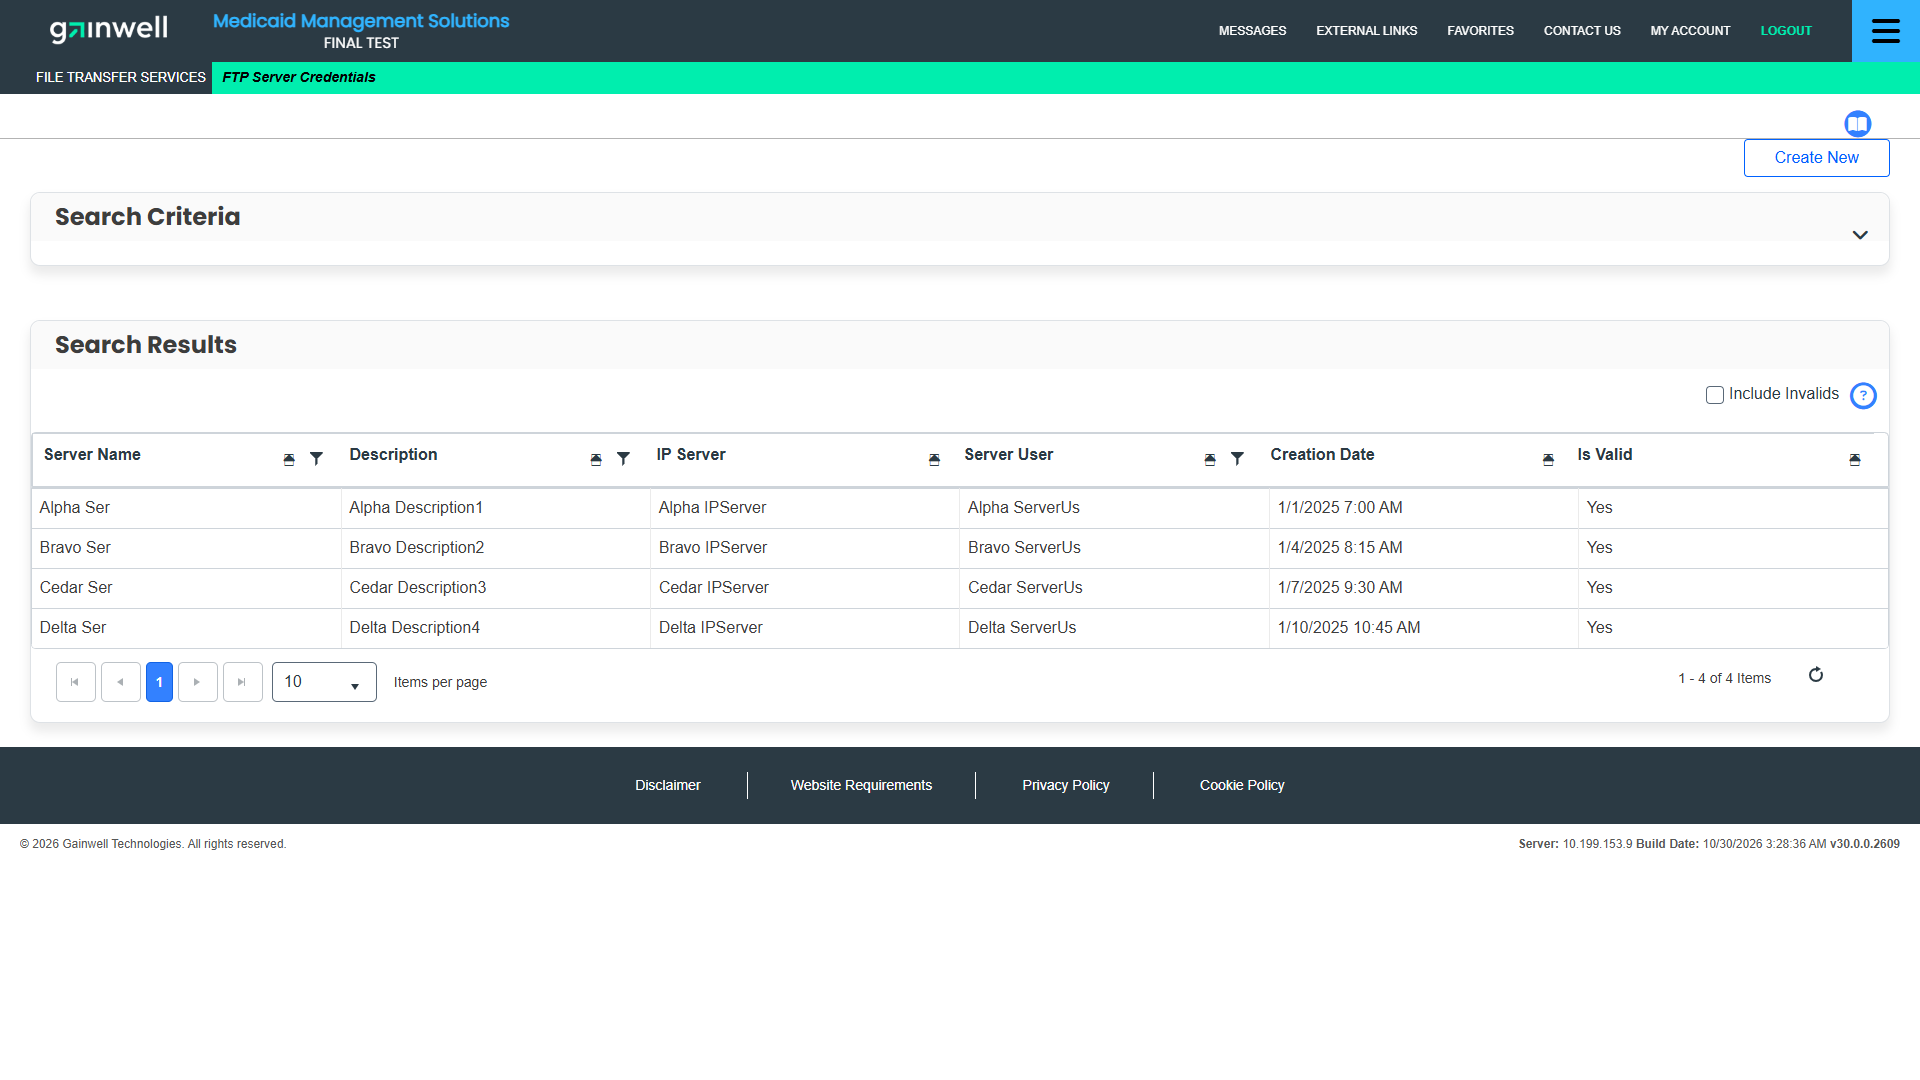 gainwell
Medicaid Management Solutions
FINAL TEST
MESSAGES EXTERNAL LINKS FAVORITES CONTACT US MY ACCOUNT LOGOUT
FILE TRANSFER SERVICES FTP Server Credentials
Create New
Search Criteria
Search Results
Include Invalids ?
Server Name Description IP Server Server User Creation Date Is Valid
Alpha Ser Alpha Description1 Alpha IPServer Alpha ServerUs 1/1/2025 7:00 AM Yes
Bravo Ser Bravo Description2 Bravo IPServer Bravo ServerUs 1/4/2025 8:15 AM Yes
Cedar Ser Cedar Description3 Cedar IPServer Cedar ServerUs 1/7/2025 9:30 AM Yes
Delta Ser Delta Description4 Delta IPServer Delta ServerUs 1/10/2025 10:45 AM Yes
1 10 Items per page 1 - 4 of 4 Items
Disclaimer Website Requirements Privacy Policy Cookie Policy
© 2026 Gainwell Technologies. All rights reserved. Server: 10.199.153.9 Build Date: 10/30/2026 3:28:36 AM v30.0.0.2609